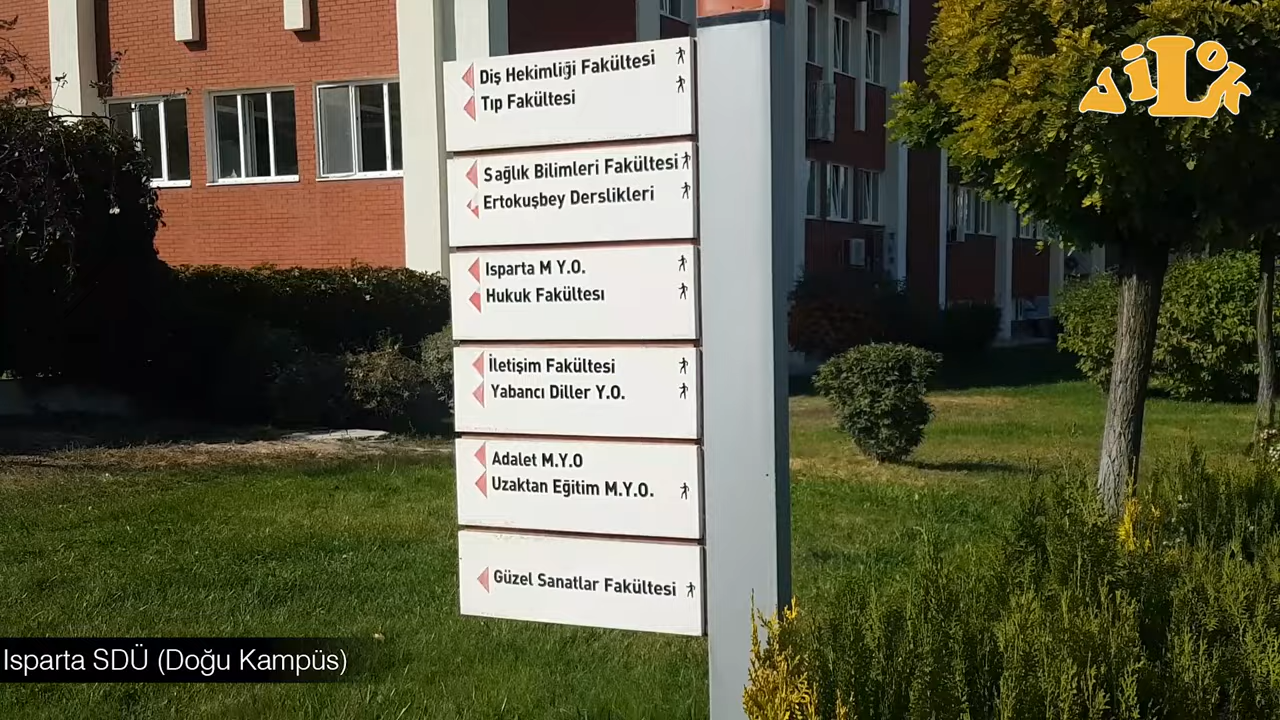 Diş Hekimliği Fakültesi
Tıp Fakültesi
Sağlık Bilimleri Fakültesi
Ertokuşbey Derslikleri
Isparta M Y.O.
Hukuk Fakültesı
İletişim Fakültesi
Yabancı Diller Y.O.
Adalet M.Y.O
Uzaktan Eğitim M.Y.O.
Güzel Sanatlar Fakültesi
Isparta SDÜ (Doğu Kampüs)